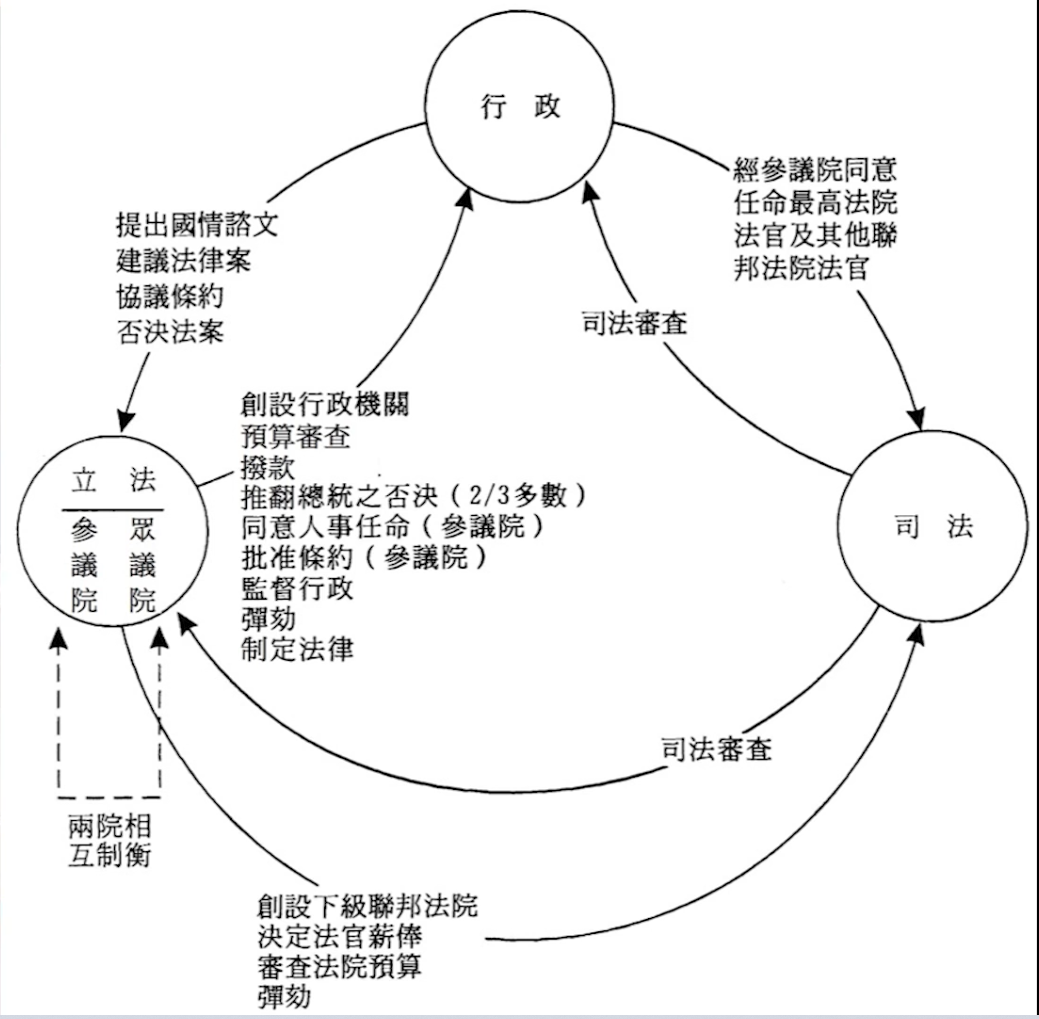 行政
經參議院同意
任命最高法院
法官及其他聯
邦法院法官
提出國情諮文
建議法律案
協議條約
否決法案
司法審查
創設行政機關
預算審查
撥款
推翻總統之否決（2/3多數）
同意人事任命（參議院）
批准條約（參議院）
監督行政
彈劾
制定法律
立法
參議院
眾議院
司法
司法審查
兩院相
互制衡
創設下級聯邦法院
決定法官薪俸
審查法院預算
彈劾